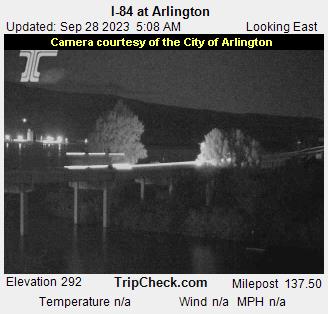 I-84 at Arlington
Updated: Sep 28 2023 5:08 AM Looking East
Camera courtesy of the City of Arlington
Elevation 292 TripCheck.com Milepost 137.50
Temperature n/a Wind n/a MPH n/a